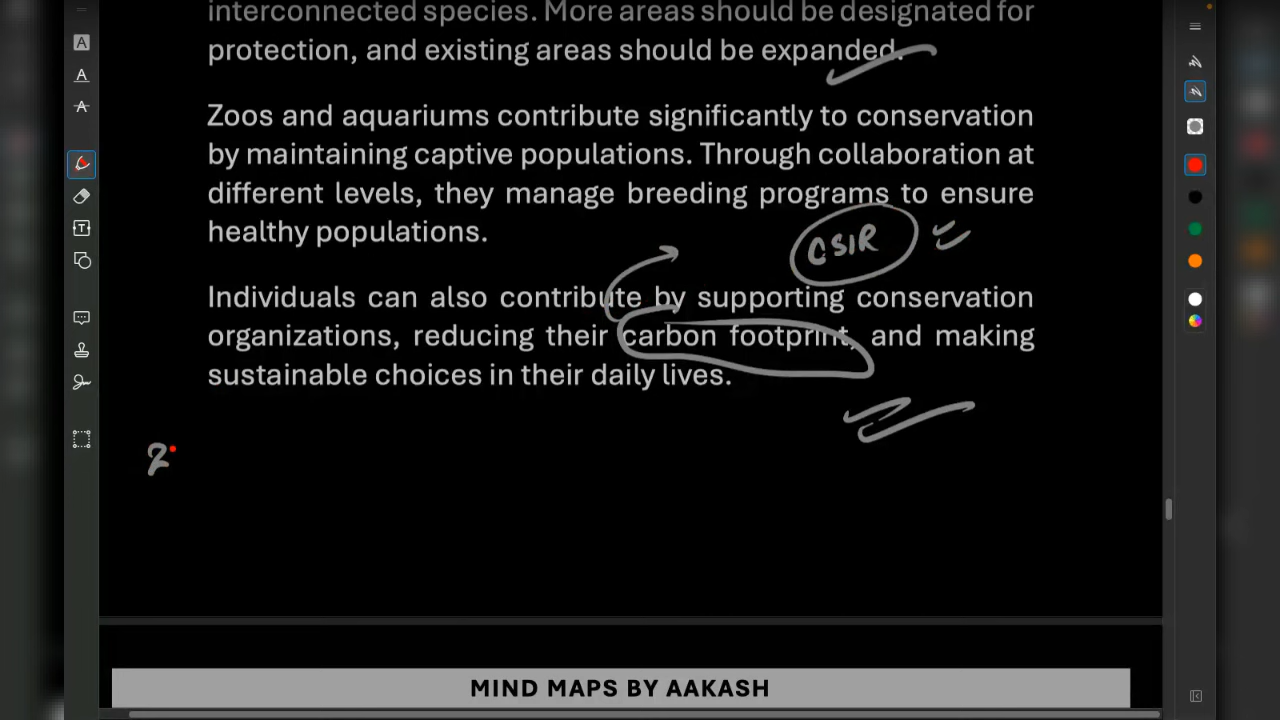 interconnected species. More areas should be designated for
protection, and existing areas should be expanded.
Zoos and aquariums contribute significantly to conservation
by maintaining captive populations. Through collaboration at
different levels, they manage breeding programs to ensure
healthy populations.
CSIR
Individuals can also contribute by supporting conservation
organizations, reducing their carbon footprint, and making
sustainable choices in their daily lives.
MIND MAPS BY AAKASH